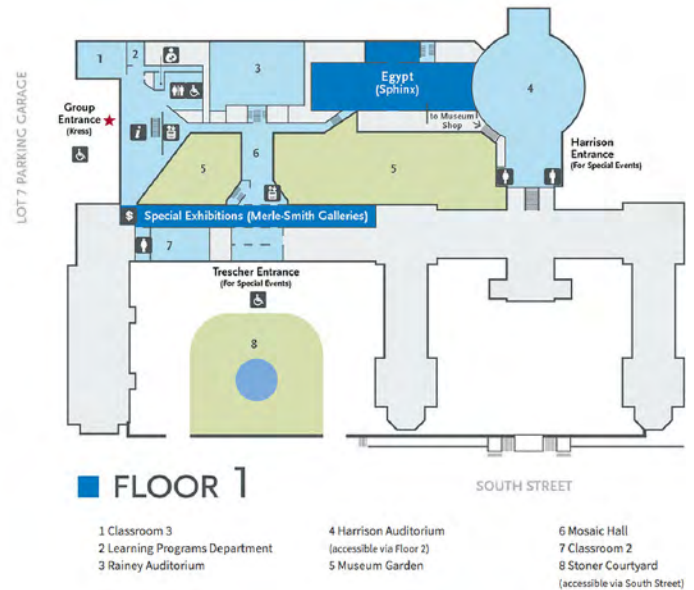 1
2
3
Egypt
(Sphinx)
4
LOT 7 PARKING GARAGE
Group
Entrance
(Kress)
to Museum
Shop
i
6
5
5
Harrison
Entrance
(For Special Events)
$ Special Exhibitions (Merle-Smith Galleries)
7
Trescher Entrance
(For Special Events)
8
FLOOR 1
SOUTH STREET
1 Classroom 3
2 Learning Programs Department
3 Rainey Auditorium
4 Harrison Auditorium
(accessible via Floor 2)
5 Museum Garden
6 Mosaic Hall
7 Classroom 2
8 Stoner Courtyard
(accessible via South Street)